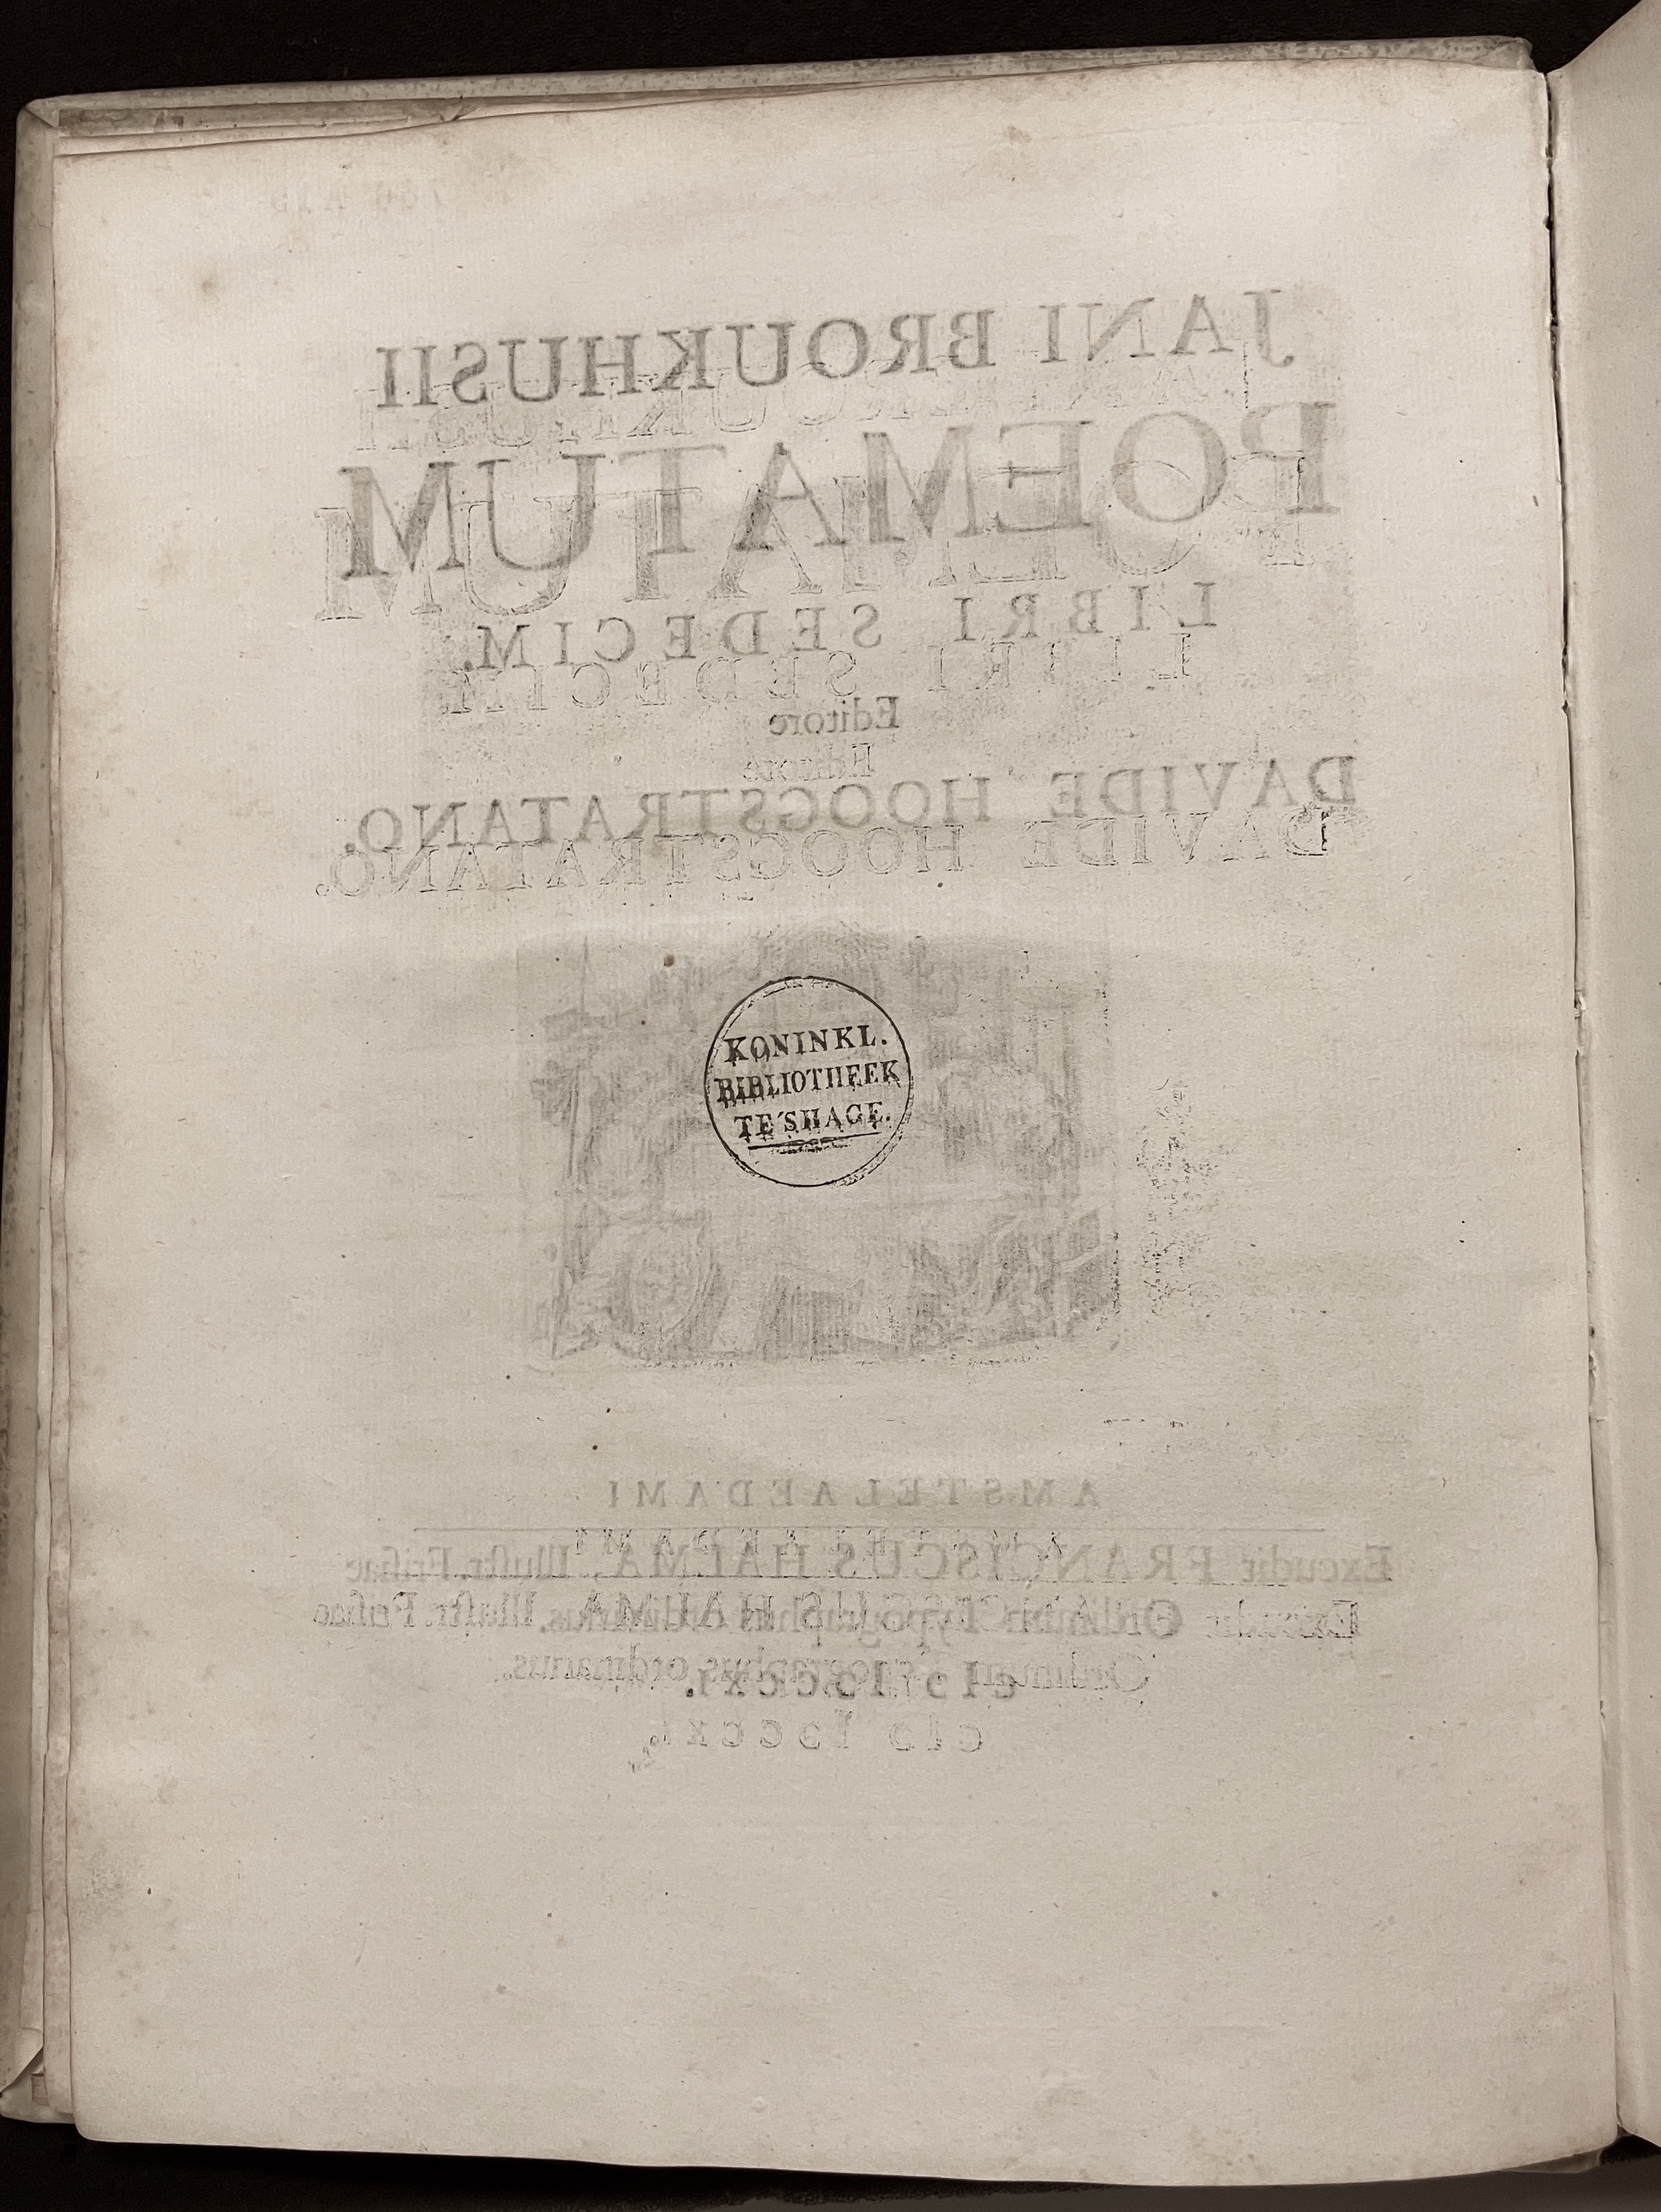 JANI BROUKHUSII
POEMATUM
LIBRI SEDECIM.
Editore
DAVIDE HOOGSTRATANO.
KONINKL.
BIBLIOTHEEK
TE'SHAGE.
AMSTELAEDAMI
Excudit FRANCISCUS HALMA, Illustr. Frisiae
Ordinum Typographus ordinarius.
cIɔ Iɔccxi.